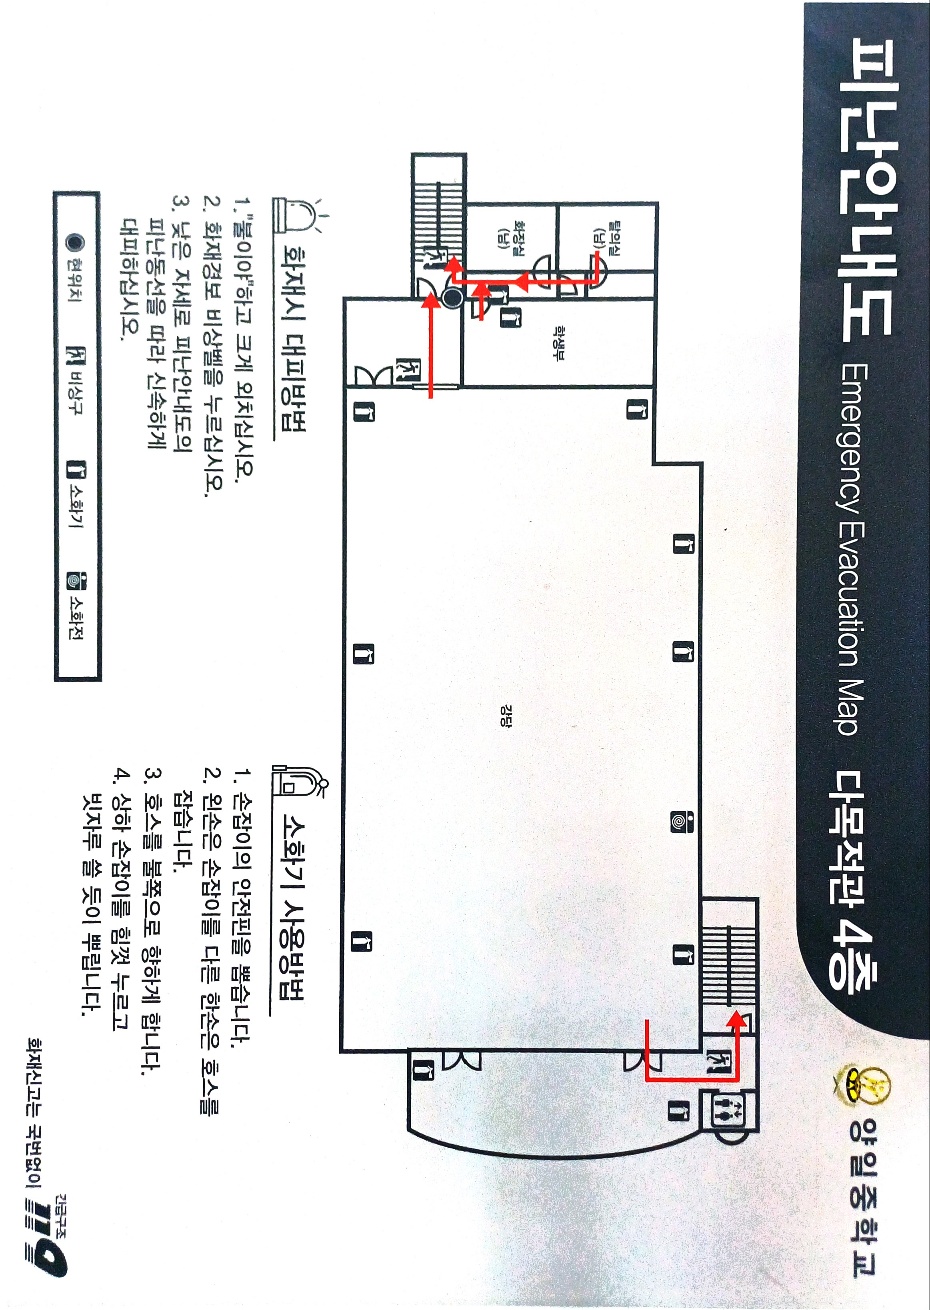 피난안내도 Emergency Evacuation Map 다목적관 4층
양일중학교
탈의실
(남)
학생부
화장실
(남)
강당
화재시 대피방법
1."불이야"하고 크게 외치십시오.
2. 화재경보 비상벨을 누르십시오.
3. 낮은 자세로 피난안내도의
피난동선을 따라 신속하게
대피하십시오.
소화기 사용방법
1. 손잡이의 안전핀을 뽑습니다.
2. 왼손은 손잡이를 다른 한손은 호스를
잡습니다.
3. 호스를 불쪽으로 향하게 합니다.
4. 상하 손잡이를 힘껏 누르고
빗자루 쓸 듯이 뿌립니다.
현위치 비상구 소화기 소화전
화재신고는 국번없이 긴급구조 119